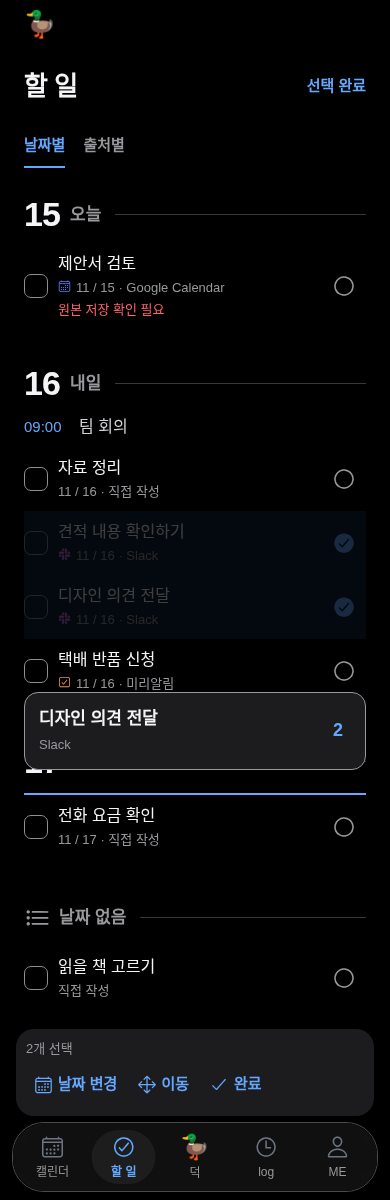 할 일
선택 완료
날짜별 출처별
15 오늘
제안서 검토
11 / 15 · Google Calendar
원본 저장 확인 필요
16 내일
09:00 팀 회의
자료 정리
11 / 16 · 직접 작성
견적 내용 확인하기
11 / 16 · Slack
디자인 의견 전달
11 / 16 · Slack
택배 반품 신청
11 / 16 · 미리알림
디자인 의견 전달
Slack
2
전화 요금 확인
11 / 17 · 직접 작성
날짜 없음
읽을 책 고르기
직접 작성
2개 선택
날짜 변경 이동 완료
캘린더 할 일 덕 log ME